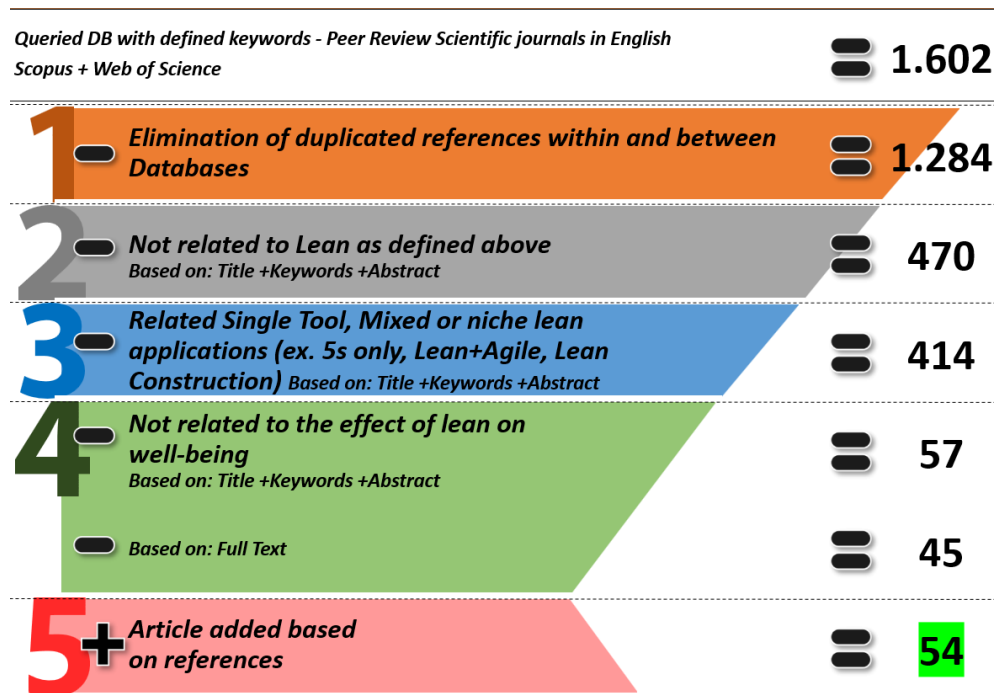 Queried DB with defined keywords - Peer Review Scientific journals in English
Scopus + Web of Science
= 1.602
1 - Elimination of duplicated references within and between
Databases
= 1.284
2 - Not related to Lean as defined above
Based on: Title +Keywords +Abstract
= 470
3 - Related Single Tool, Mixed or niche lean
applications (ex. 5s only, Lean+Agile, Lean
Construction) Based on: Title +Keywords +Abstract
= 414
4 - Not related to the effect of lean on
well-being
Based on: Title +Keywords +Abstract
= 57
- Based on: Full Text
= 45
5 + Article added based
on references
= 54